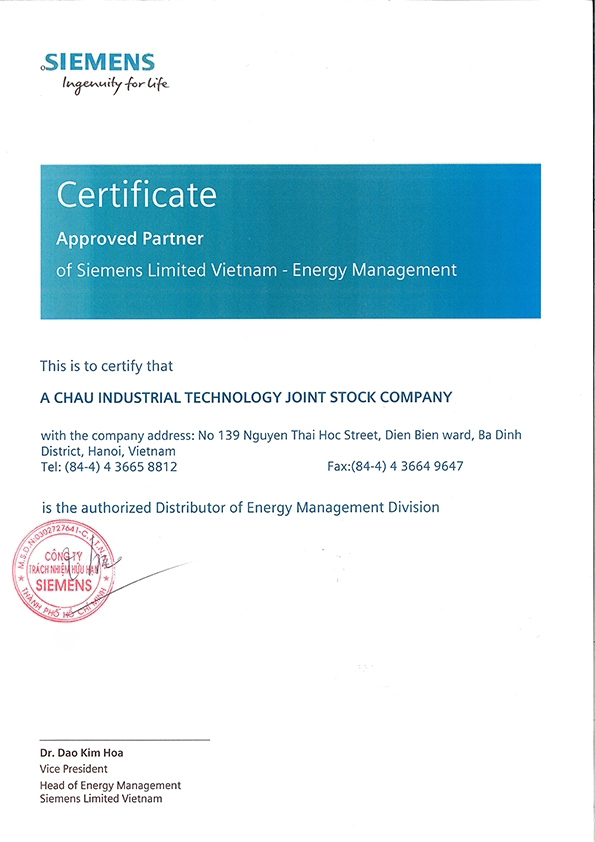 SIEMENS
Ingenuity for life
Certificate
Approved Partner
of Siemens Limited Vietnam - Energy Management
This is to certify that
A CHAU INDUSTRIAL TECHNOLOGY JOINT STOCK COMPANY
with the company address: No 139 Nguyen Thai Hoc Street, Dien Bien ward, Ba Dinh
District, Hanoi, Vietnam
Tel: (84-4) 4 3665 8812 Fax:(84-4) 4 3664 9647
is the authorized Distributor of Energy Management Division
M.S.D.N:0302727641-C.T.T.N.H.H
CÔNG TY
TRÁCH NHIỆM HỮU HẠN
SIEMENS
THÀNH PHỐ HỒ CHÍ MINH
Dr. Dao Kim Hoa
Vice President
Head of Energy Management
Siemens Limited Vietnam